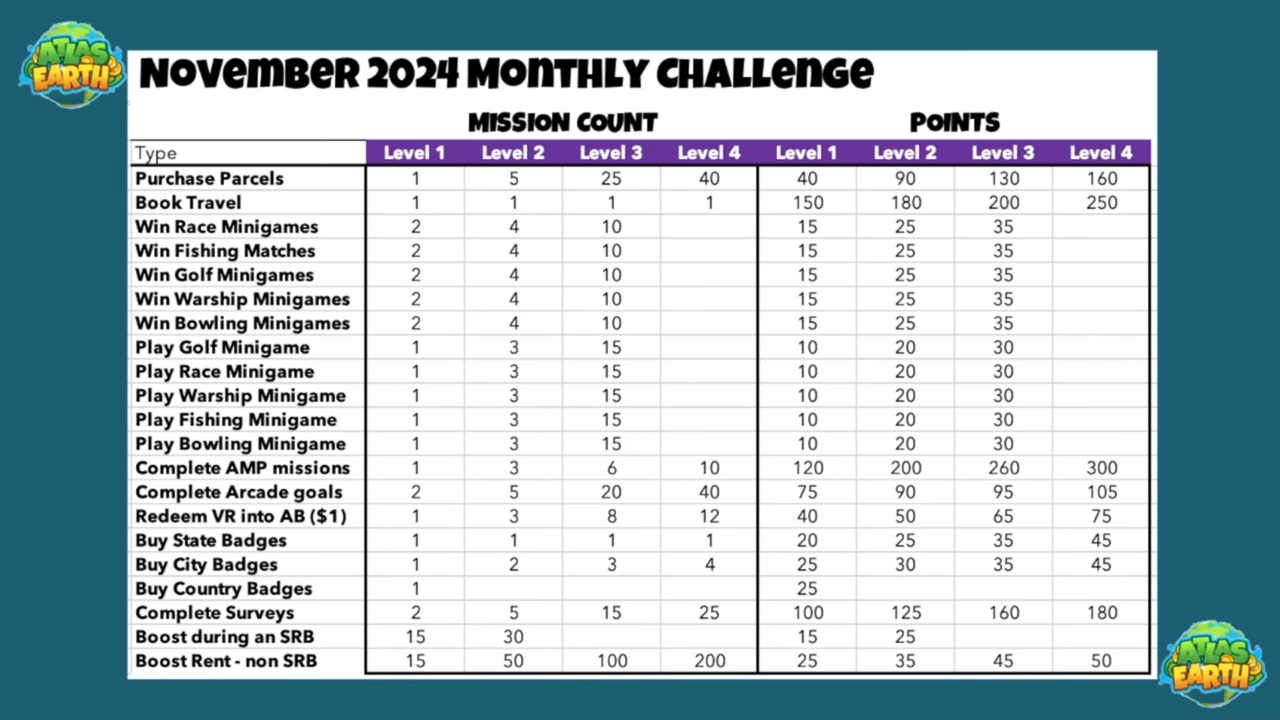 ATLAS
EARTH
November 2024 Monthly Challenge
Mission Count Points
Type Level 1 Level 2 Level 3 Level 4 Level 1 Level 2 Level 3 Level 4
Purchase Parcels 1 5 25 40 40 90 130 160
Book Travel 1 1 1 1 150 180 200 250
Win Race Minigames 2 4 10 15 25 35
Win Fishing Matches 2 4 10 15 25 35
Win Golf Minigames 2 4 10 15 25 35
Win Warship Minigames 2 4 10 15 25 35
Win Bowling Minigames 2 4 10 15 25 35
Play Golf Minigame 1 3 15 10 20 30
Play Race Minigame 1 3 15 10 20 30
Play Warship Minigame 1 3 15 10 20 30
Play Fishing Minigame 1 3 15 10 20 30
Play Bowling Minigame 1 3 15 10 20 30
Complete AMP missions 1 3 6 10 120 200 260 300
Complete Arcade goals 2 5 20 40 75 90 95 105
Redeem VR into AB ($1) 1 3 8 12 40 50 65 75
Buy State Badges 1 1 1 1 20 25 35 45
Buy City Badges 1 2 3 4 25 30 35 45
Buy Country Badges 1 25
Complete Surveys 2 5 15 25 100 125 160 180
Boost during an SRB 15 30 15 25
Boost Rent - non SRB 15 50 100 200 25 35 45 50
ATLAS
EARTH